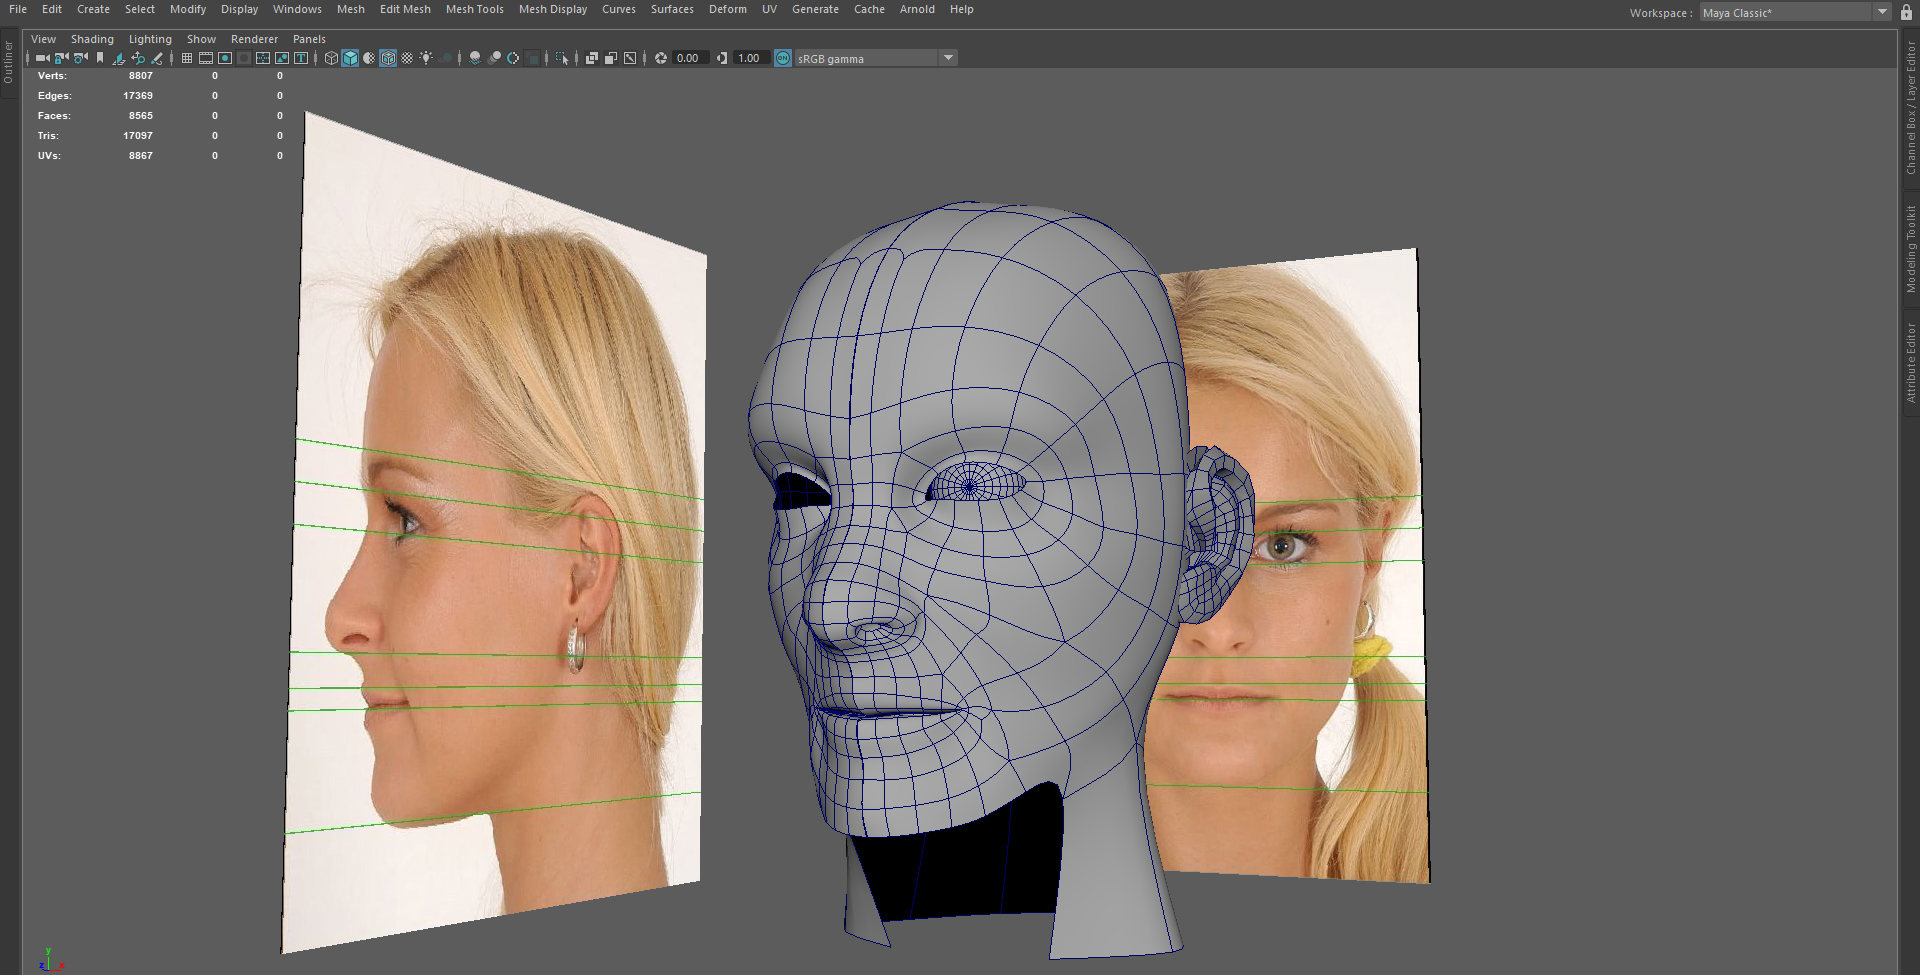 File Edit Create Select Modify Display Windows Mesh Edit Mesh Mesh Tools Mesh Display Curves Surfaces Deform UV Generate Cache Arnold Help
Workspace : Maya Classic*
View Shading Lighting Show Renderer Panels
0.00 1.00 ON sRGB gamma
Verts: 8807 0 0
Edges: 17369 0 0
Faces: 8565 0 0
Tris: 17097 0 0
UVs: 8867 0 0
Outliner
Channel Box / Layer Editor
Modeling Toolkit
Attribute Editor
y
z x